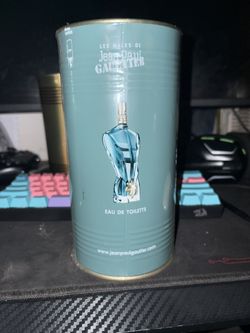 LES MALES DE
Jean Paul
GAULTIER
EAU DE TOILETTE
www.jeanpaulgaultier.com